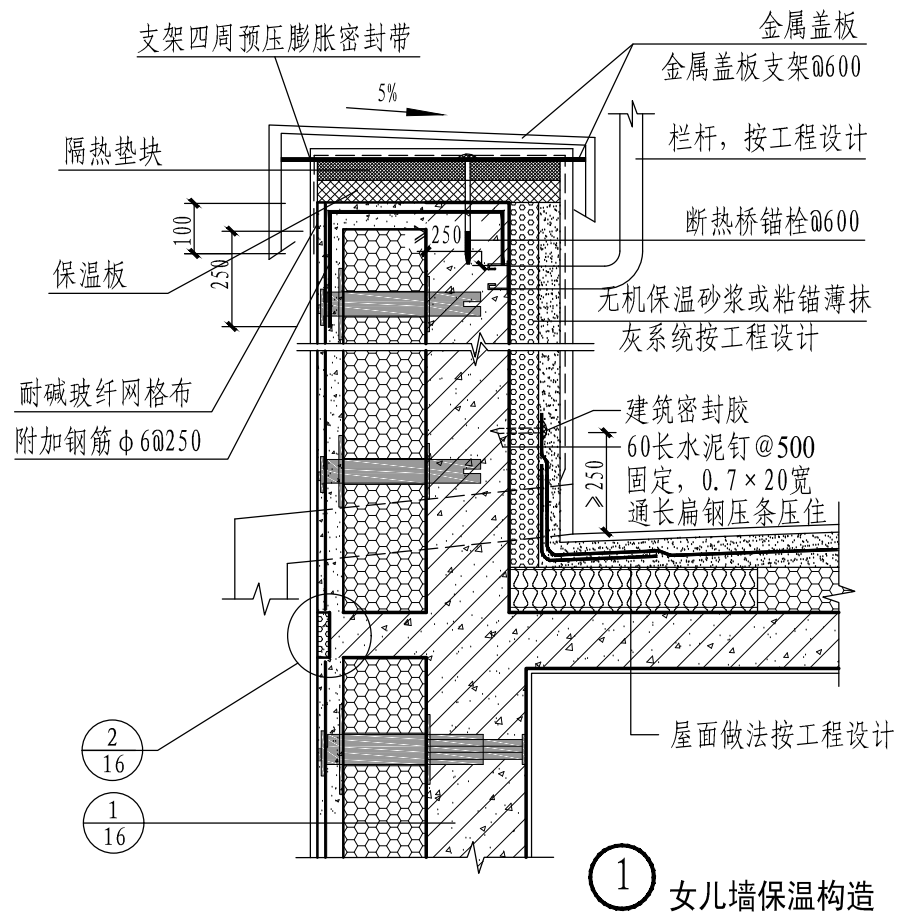 支架四周预压膨胀密封带
金属盖板
金属盖板支架@600
5%
隔热垫块
栏杆，按工程设计
100
250
250
断热桥锚栓@600
保温板
无机保温砂浆或粘锚薄抹
灰系统按工程设计
耐碱玻纤网格布
附加钢筋ф6@250
建筑密封胶
60长水泥钉@500
固定，0.7×20宽
通长扁钢压条压住
≥250
2
16
屋面做法按工程设计
1
16
1
女儿墙保温构造